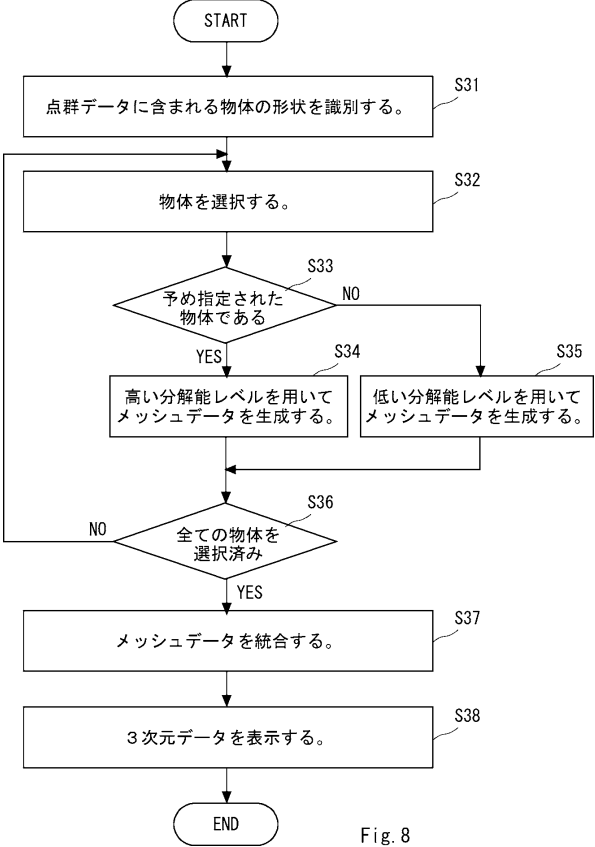 START
S31
点群データに含まれる物体の形状を識別する。
S32
物体を選択する。
S33
予め指定された
物体である
NO
YES
S34
高い分解能レベルを用いて
メッシュデータを生成する。
S35
低い分解能レベルを用いて
メッシュデータを生成する。
S36
全ての物体を
選択済み
NO
YES
S37
メッシュデータを統合する。
S38
3次元データを表示する。
END
Fig. 8